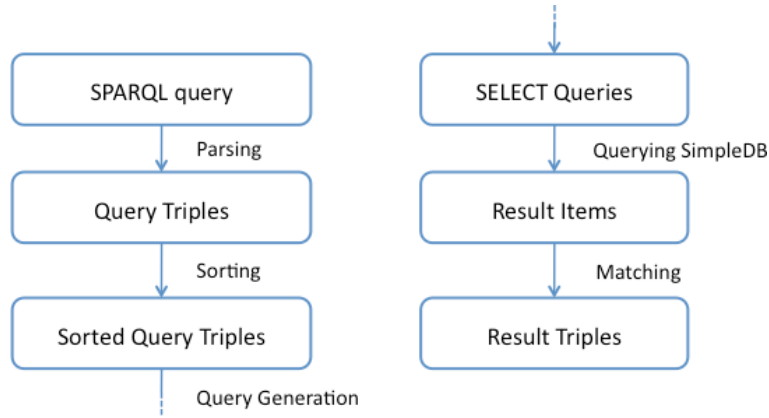 SPARQL query
Parsing
Query Triples
Sorting
Sorted Query Triples
Query Generation
SELECT Queries
Querying SimpleDB
Result Items
Matching
Result Triples